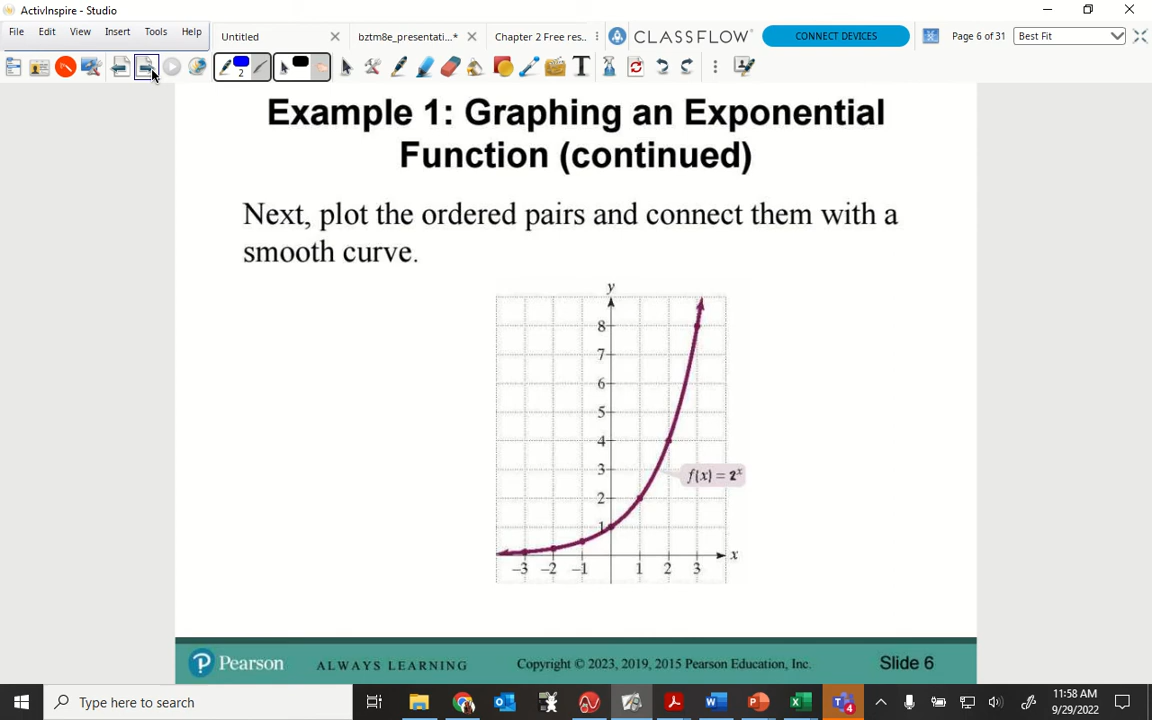 ActivInspire - Studio
File Edit View Insert Tools Help
Untitled
bztm8e_presentati...*
Chapter 2 Free res..
CLASSFLOW
CONNECT DEVICES
Page 6 of 31
Best Fit
2
Example 1: Graphing an Exponential
Function (continued)
Next, plot the ordered pairs and connect them with a
smooth curve.
y
8
7
6
5
4
3
f(x) = 2ˣ
2
1
x
–3 –2 –1 1 2 3
Pearson
ALWAYS LEARNING
Copyright © 2023, 2019, 2015 Pearson Education, Inc.
Slide 6
Type here to search
4
11:58 AM
9/29/2022